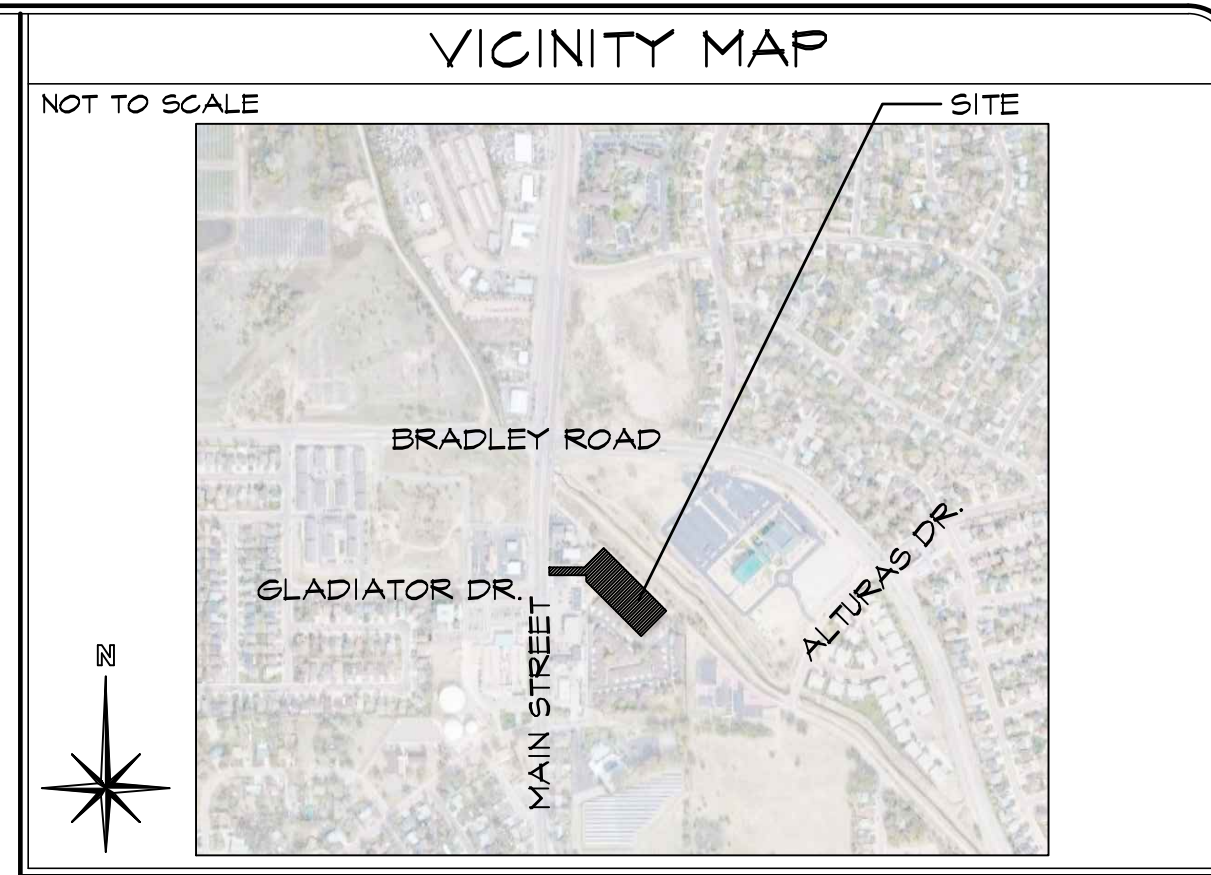 VICINITY MAP
NOT TO SCALE
SITE
BRADLEY ROAD
GLADIATOR DR.
MAIN STREET
ALTURAS DR.
N